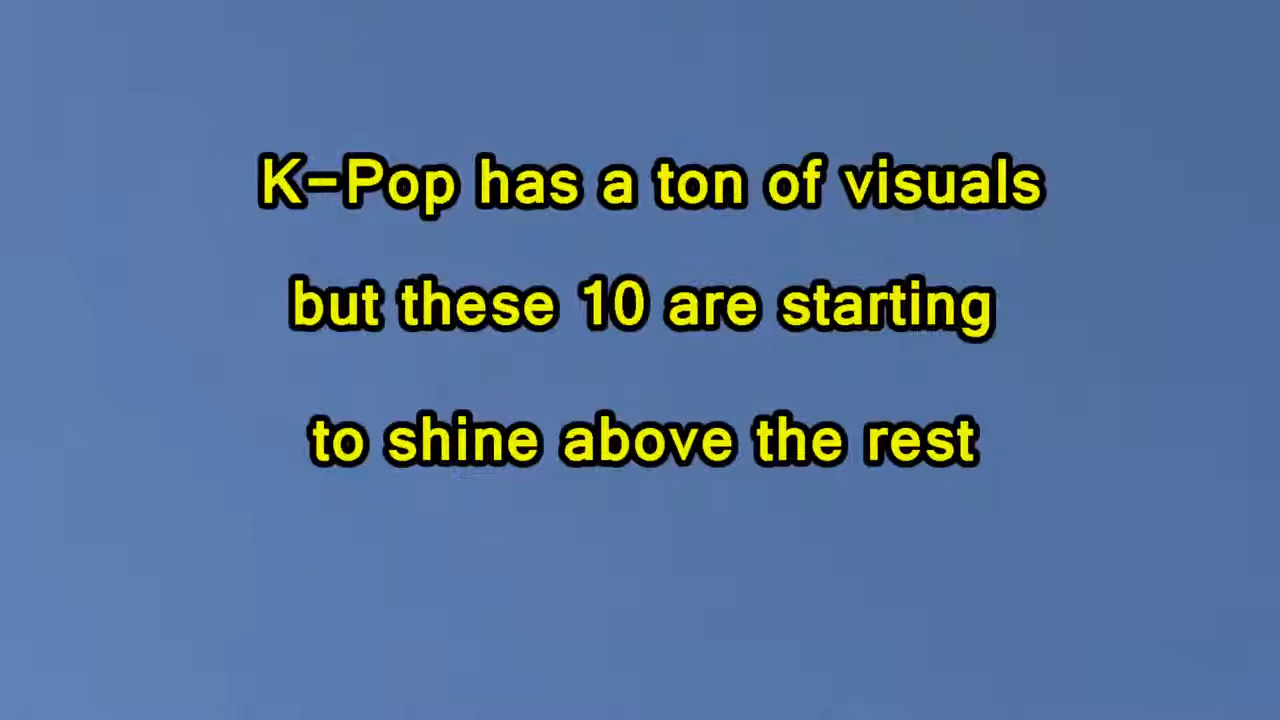 K-Pop has a ton of visuals
but these 10 are starting
to shine above the rest